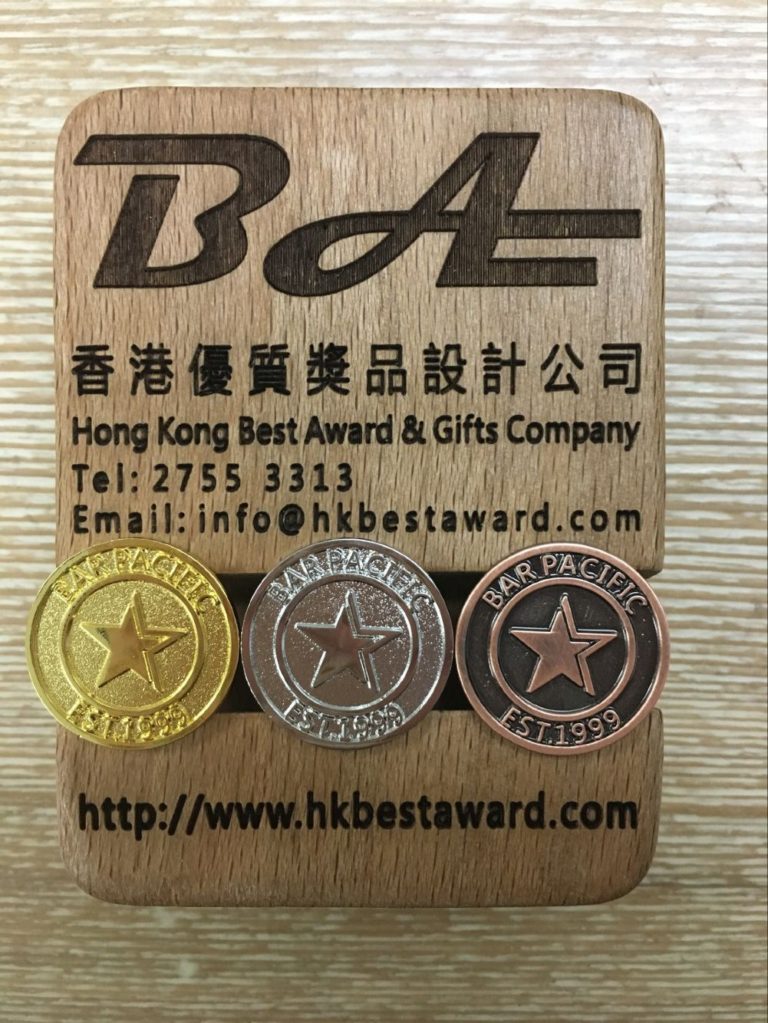 BA
香港優質獎品設計公司
Hong Kong Best Award & Gifts Company
Tel: 2755 3313
Email: info@hkbestaward.com
BAR PACIFIC
EST.1999
BAR PACIFIC
EST.1999
BAR PACIFIC
EST.1999
http://www.hkbestaward.com